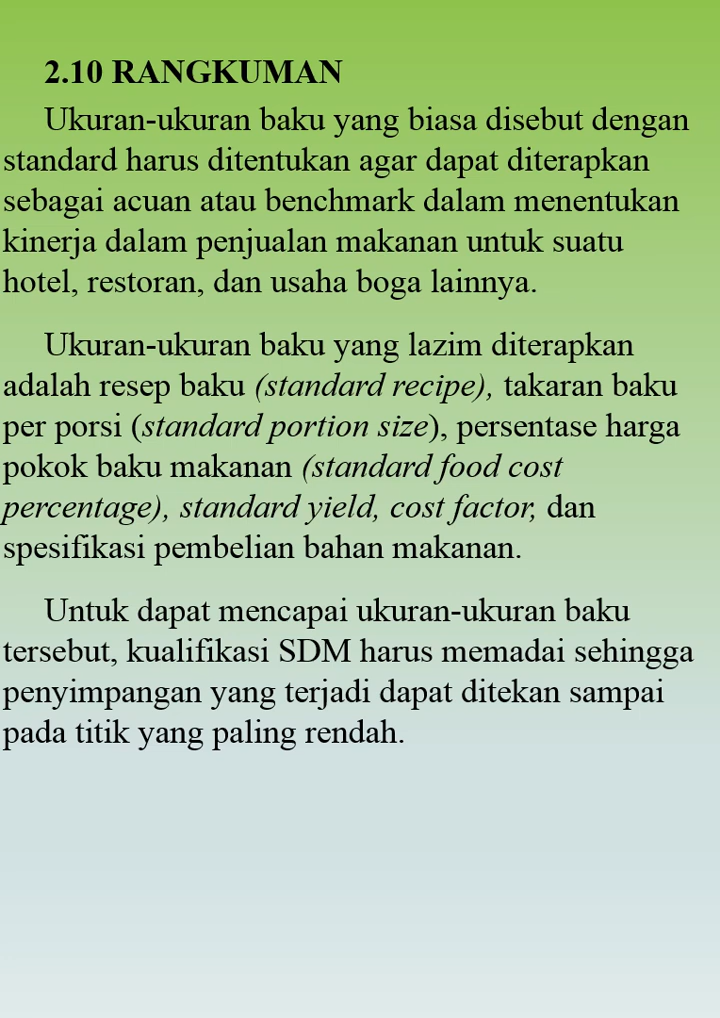 2.10 RANGKUMAN
Ukuran-ukuran baku yang biasa disebut dengan
standard harus ditentukan agar dapat diterapkan
sebagai acuan atau benchmark dalam menentukan
kinerja dalam penjualan makanan untuk suatu
hotel, restoran, dan usaha boga lainnya.
Ukuran-ukuran baku yang lazim diterapkan
adalah resep baku (standard recipe), takaran baku
per porsi (standard portion size), persentase harga
pokok baku makanan (standard food cost
percentage), standard yield, cost factor, dan
spesifikasi pembelian bahan makanan.
Untuk dapat mencapai ukuran-ukuran baku
tersebut, kualifikasi SDM harus memadai sehingga
penyimpangan yang terjadi dapat ditekan sampai
pada titik yang paling rendah.